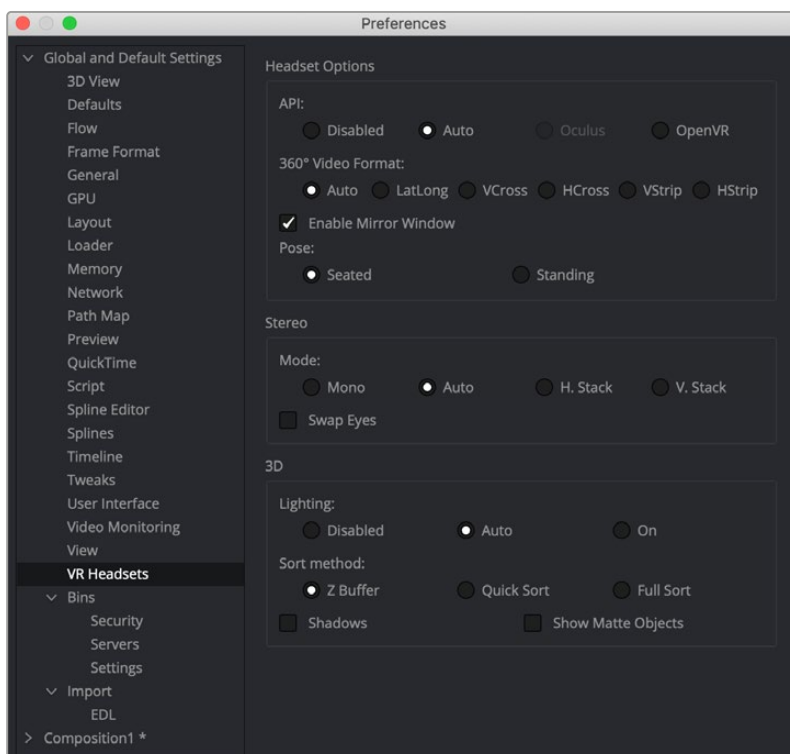 Preferences
Global and Default Settings
3D View
Defaults
Flow
Frame Format
General
GPU
Layout
Loader
Memory
Network
Path Map
Preview
QuickTime
Script
Spline Editor
Splines
Timeline
Tweaks
User Interface
Video Monitoring
View
VR Headsets
Bins
Security
Servers
Settings
Import
EDL
Composition1 *
Headset Options
API:
Disabled Auto Oculus OpenVR
360° Video Format:
Auto LatLong VCross HCross VStrip HStrip
Enable Mirror Window
Pose:
Seated Standing
Stereo
Mode:
Mono Auto H. Stack V. Stack
Swap Eyes
3D
Lighting:
Disabled Auto On
Sort method:
Z Buffer Quick Sort Full Sort
Shadows Show Matte Objects